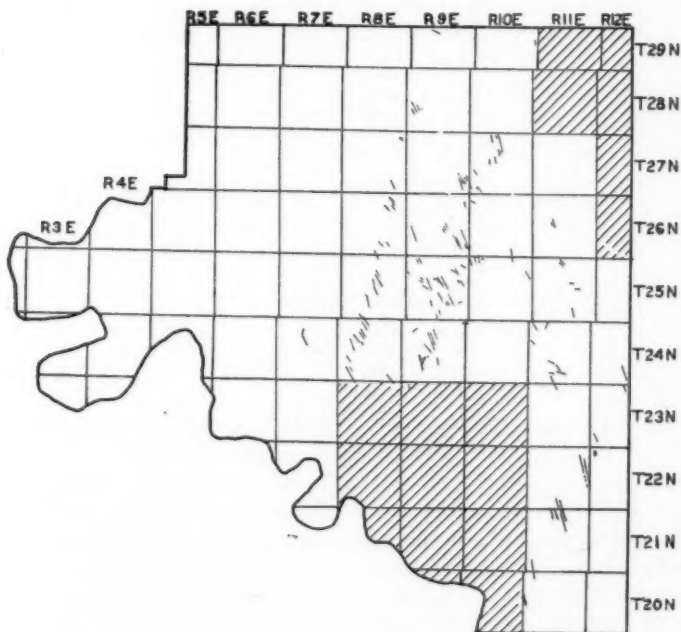 R5E R6E R7E R8E R9E R10E R11E R12E
T29N
T28N
T27N
R4E
T26N
R3E
T25N
T24N
T23N
T22N
T21N
T20N